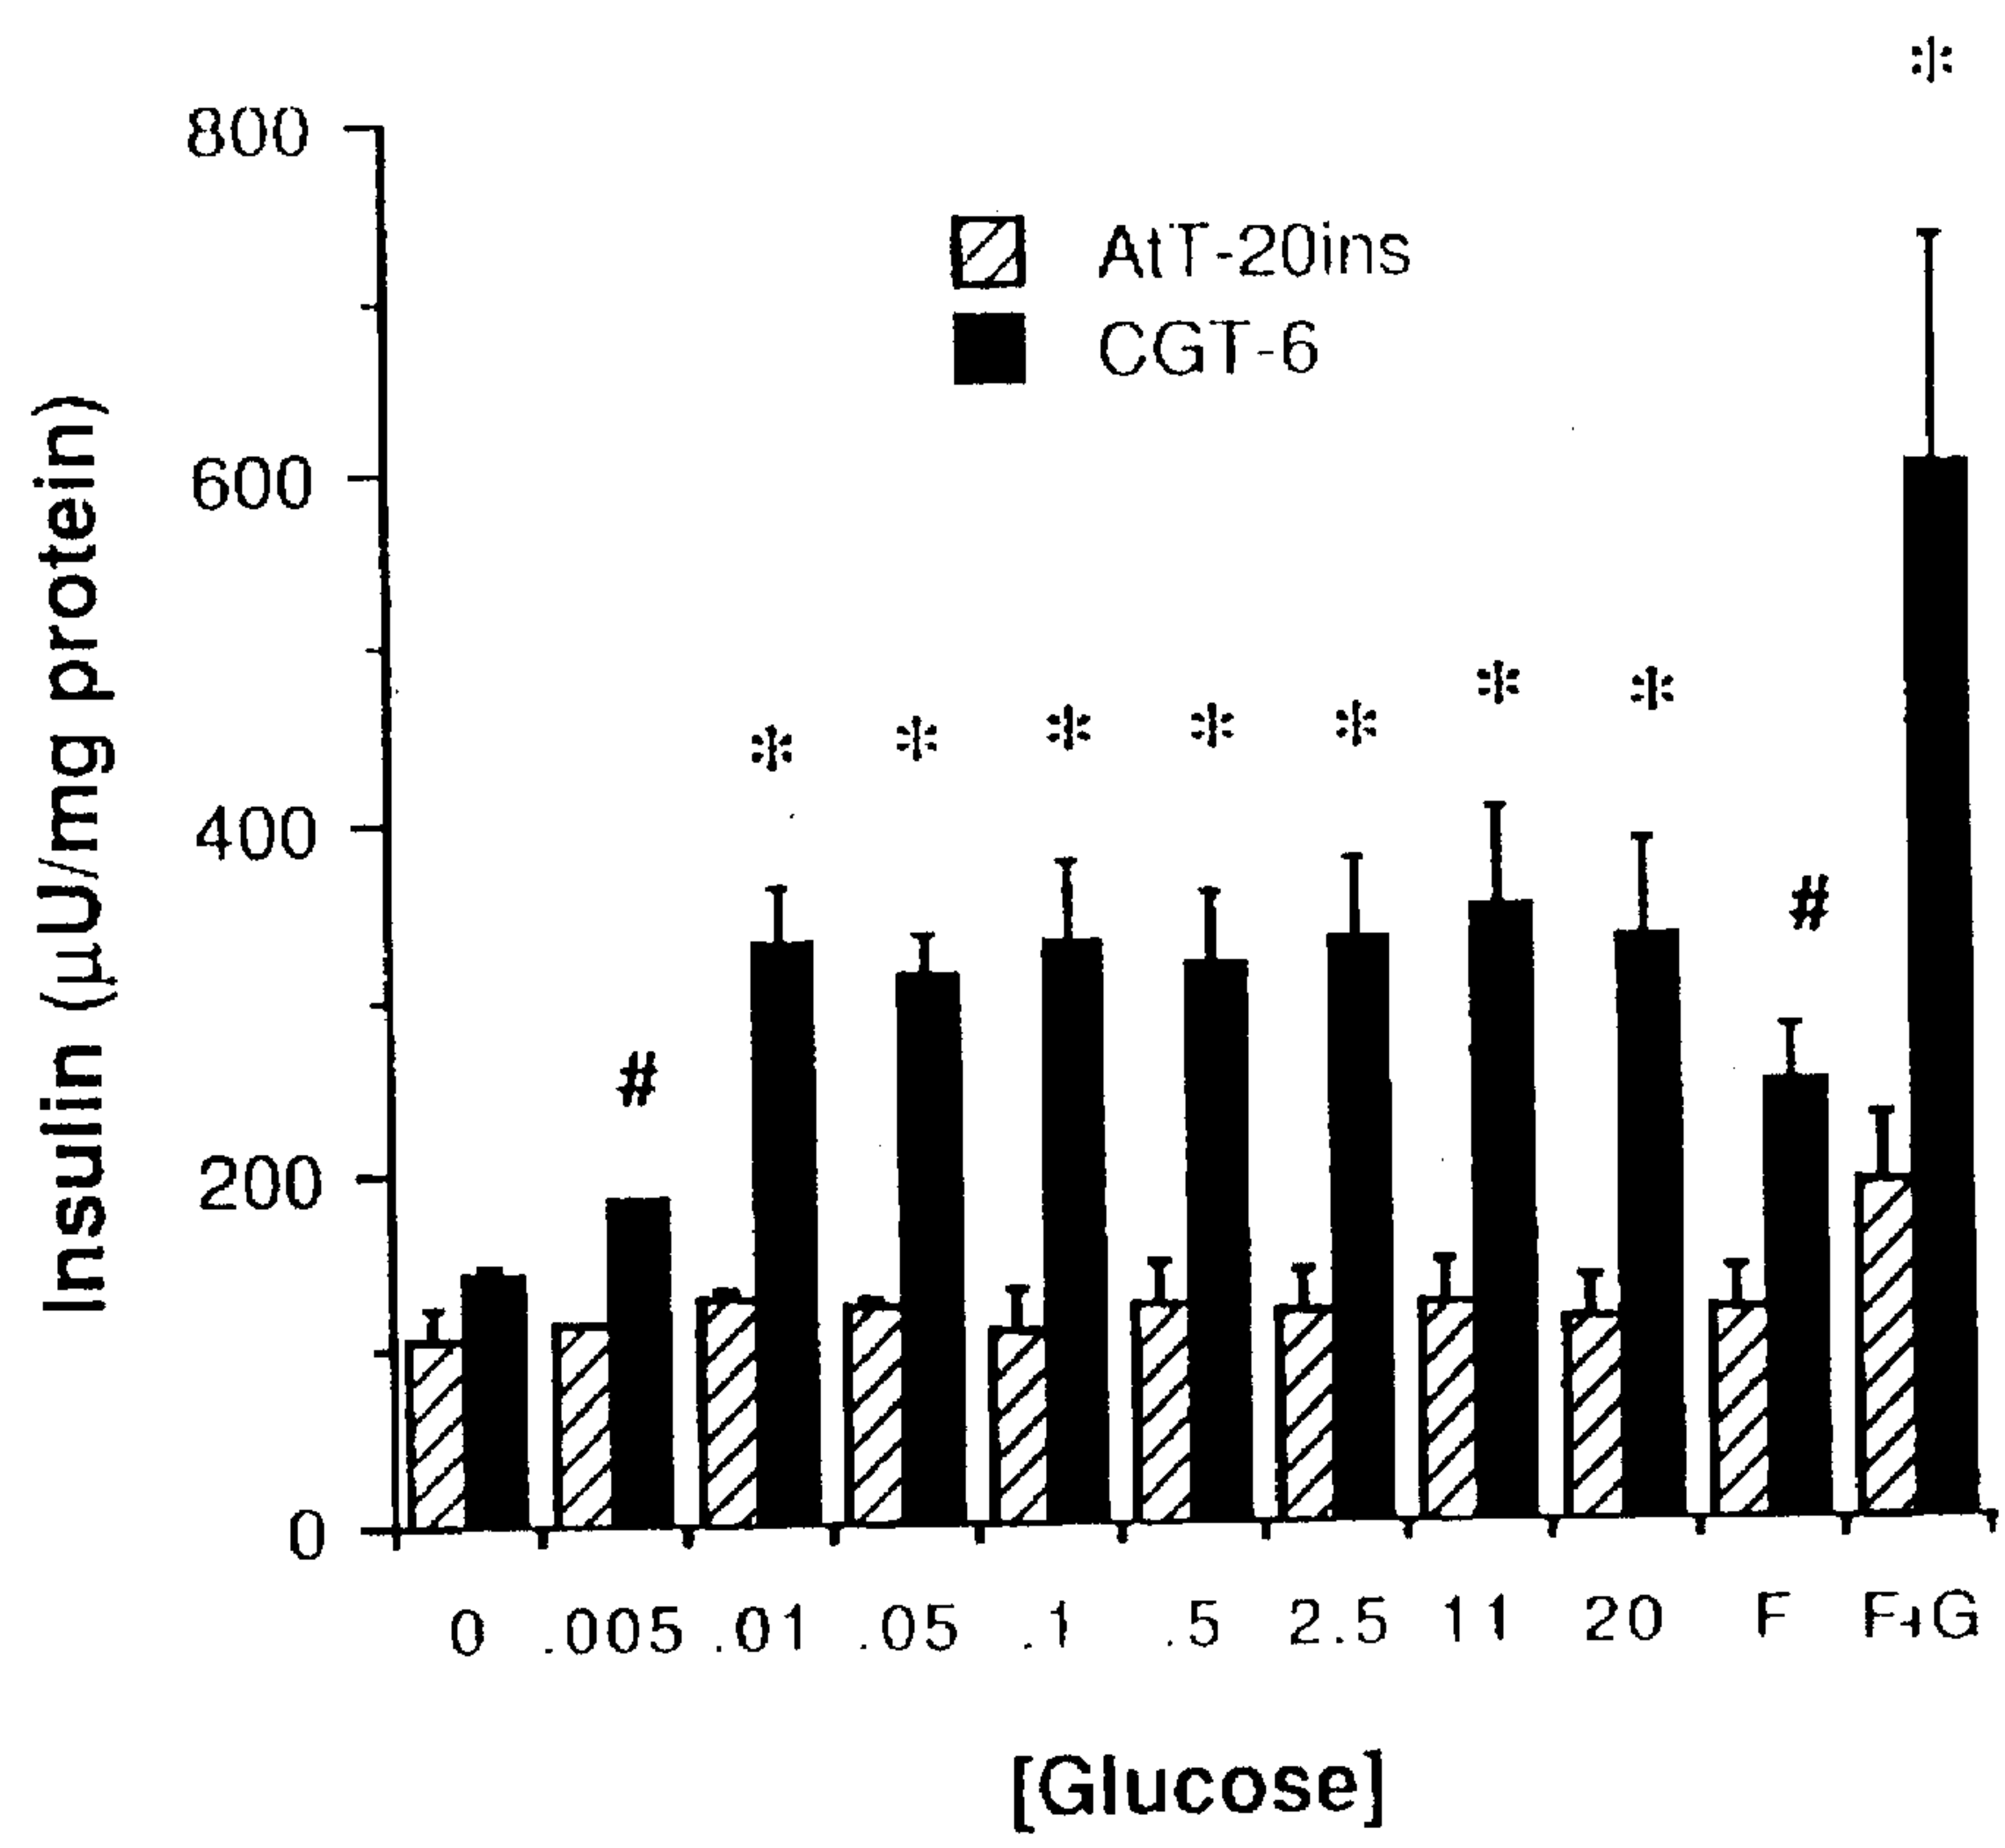 *
800
AtT-20ins
CGT-6
600
Insulin (µU/mg protein)
* * * * * * *
400
#
#
200
0
0 .005 .01 .05 .1 .5 2.5 11 20 F F+G
[Glucose]